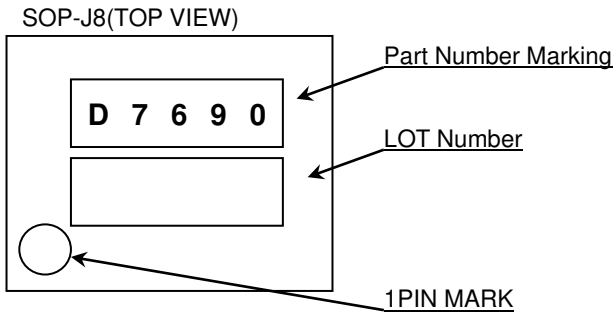 SOP-J8(TOP VIEW)
Part Number Marking
D 7 6 9 0
LOT Number
1PIN MARK